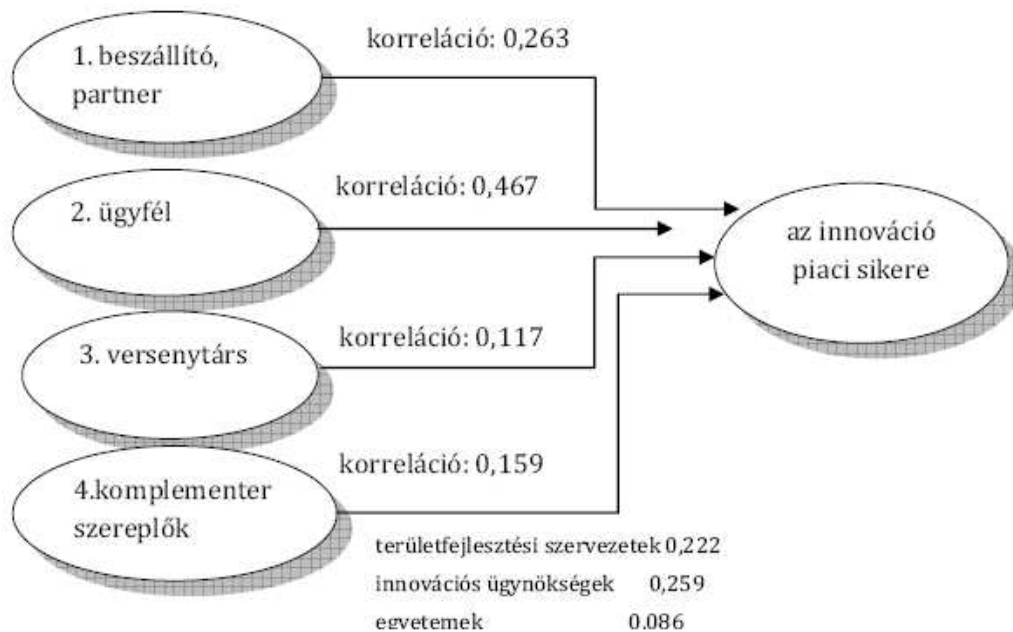 1. beszállító,
partner
korreláció: 0,263
2. ügyfél
korreláció: 0,467
az innováció
piaci sikere
3. versenytárs
korreláció: 0,117
4.komplementer
szereplők
korreláció: 0,159
területfejlesztési szervezetek 0,222
innovációs ügynökségek 0,259
egyetemek 0,086